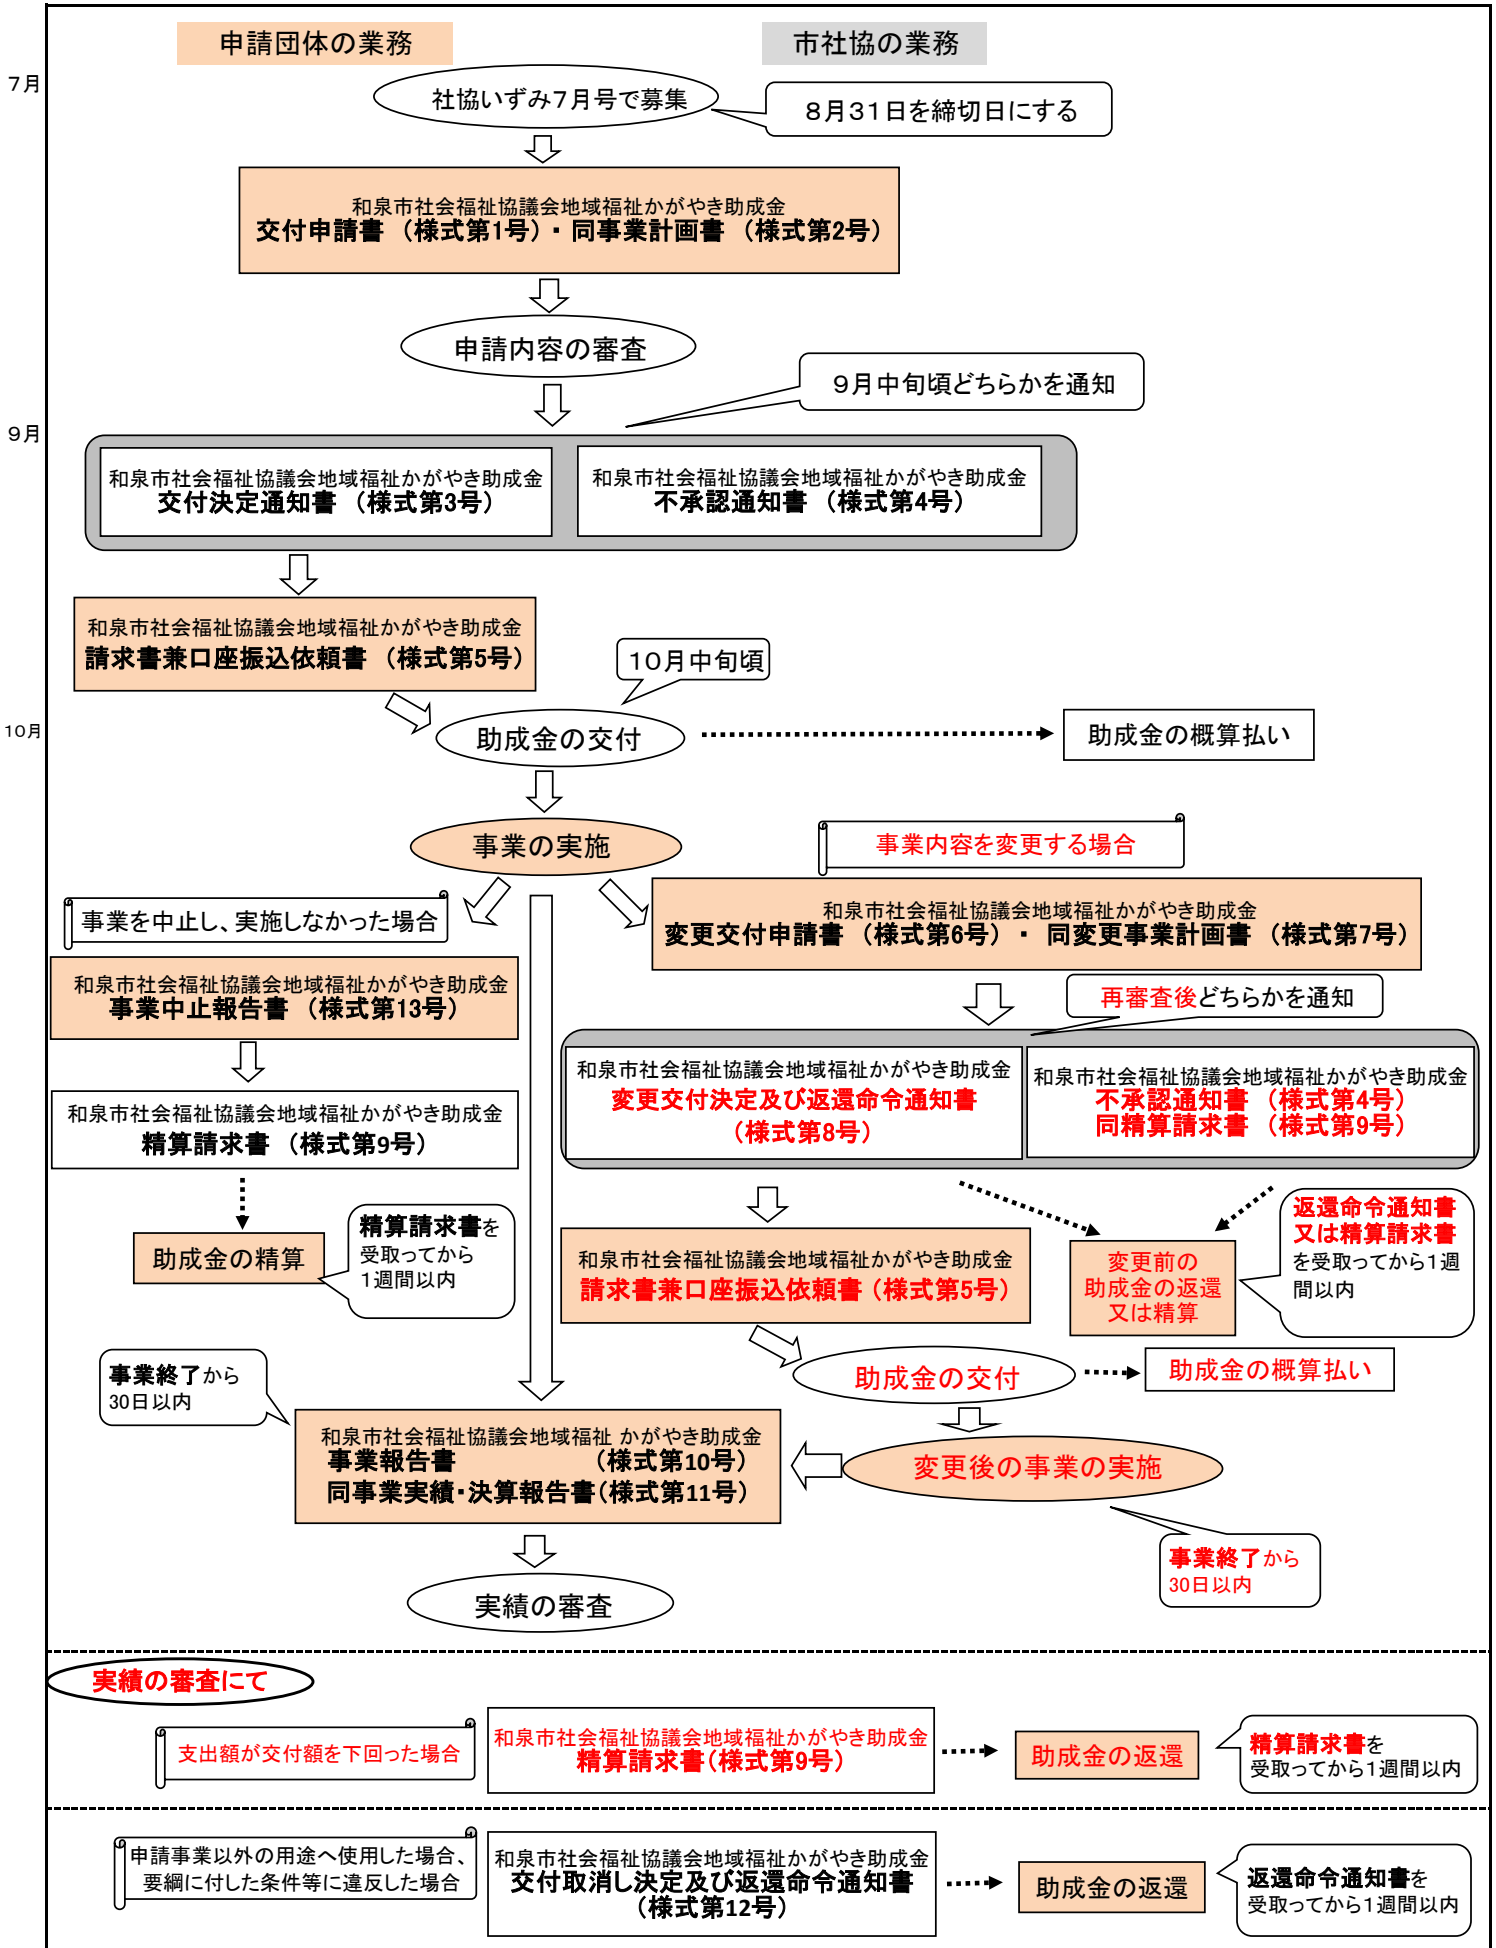 申請団体の業務
市社協の業務
７月
社協いずみ７月号で募集
８月３１日を締切日にする
和泉市社会福祉協議会地域福祉かがやき助成金
交付申請書 （様式第1号）・同事業計画書 （様式第2号）
申請内容の審査
９月中旬頃どちらかを通知
９月
和泉市社会福祉協議会地域福祉かがやき助成金
交付決定通知書 （様式第3号）
和泉市社会福祉協議会地域福祉かがやき助成金
不承認通知書 （様式第4号）
和泉市社会福祉協議会地域福祉かがやき助成金
請求書兼口座振込依頼書 （様式第5号）
１０月中旬頃
１０月
助成金の交付
助成金の概算払い
事業の実施
事業内容を変更する場合
事業を中止し、実施しなかった場合
和泉市社会福祉協議会地域福祉かがやき助成金
変更交付申請書 （様式第6号）・ 同変更事業計画書 （様式第7号）
和泉市社会福祉協議会地域福祉かがやき助成金
事業中止報告書 （様式第13号）
再審査後どちらかを通知
和泉市社会福祉協議会地域福祉かがやき助成金
変更交付決定及び返還命令通知書
（様式第8号）
和泉市社会福祉協議会地域福祉かがやき助成金
不承認通知書 （様式第4号）
同精算請求書 （様式第9号）
和泉市社会福祉協議会地域福祉かがやき助成金
精算請求書 （様式第9号）
助成金の精算
精算請求書を
受取ってから
１週間以内
和泉市社会福祉協議会地域福祉かがやき助成金
請求書兼口座振込依頼書（様式第5号）
変更前の
助成金の返還
又は精算
返還命令通知書
又は精算請求書
を受取ってから１週
間以内
事業終了から
30日以内
助成金の交付
助成金の概算払い
和泉市社会福祉協議会地域福祉 かがやき助成金
事業報告書 （様式第10号）
同事業実績・決算報告書（様式第11号）
変更後の事業の実施
事業終了から
30日以内
実績の審査
実績の審査にて
支出額が交付額を下回った場合
和泉市社会福祉協議会地域福祉かがやき助成金
精算請求書（様式第9号）
助成金の返還
精算請求書を
受取ってから１週間以内
申請事業以外の用途へ使用した場合、
要綱に付した条件等に違反した場合
和泉市社会福祉協議会地域福祉かがやき助成金
交付取消し決定及び返還命令通知書
（様式第12号）
助成金の返還
返還命令通知書を
受取ってから１週間以内